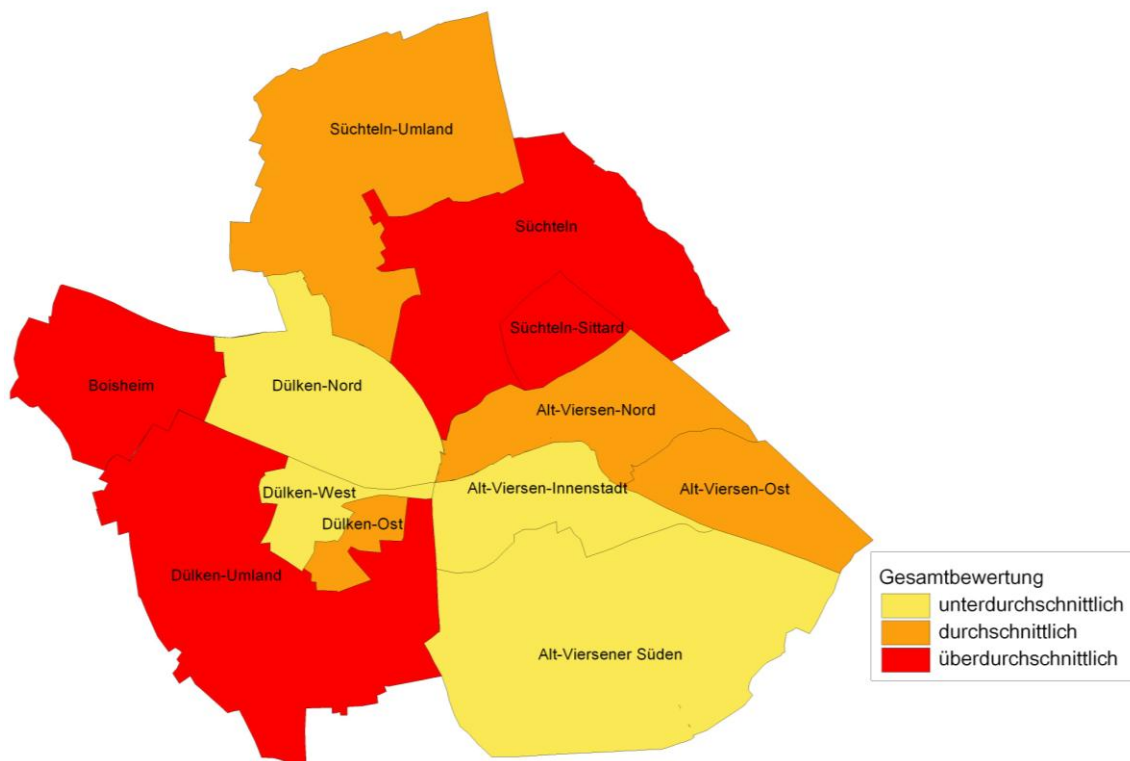 Süchteln-Umland
Süchteln
Süchteln-Sittard
Boisheim
Dülken-Nord
Alt-Viersen-Nord
Dülken-West
Alt-Viersen-Innenstadt
Alt-Viersen-Ost
Dülken-Ost
Dülken-Umland
Alt-Viersener Süden
Gesamtbewertung
unterdurchschnittlich
durchschnittlich
überdurchschnittlich